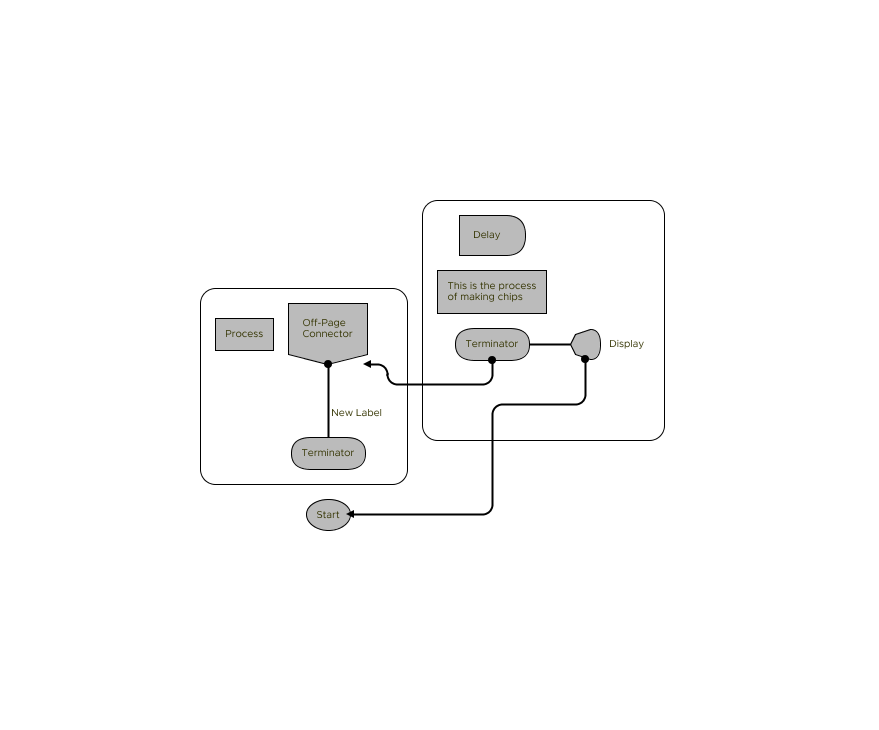 Delay
This is the process
of making chips
Terminator
Display
Process
Off-Page
Connector
New Label
Terminator
Start